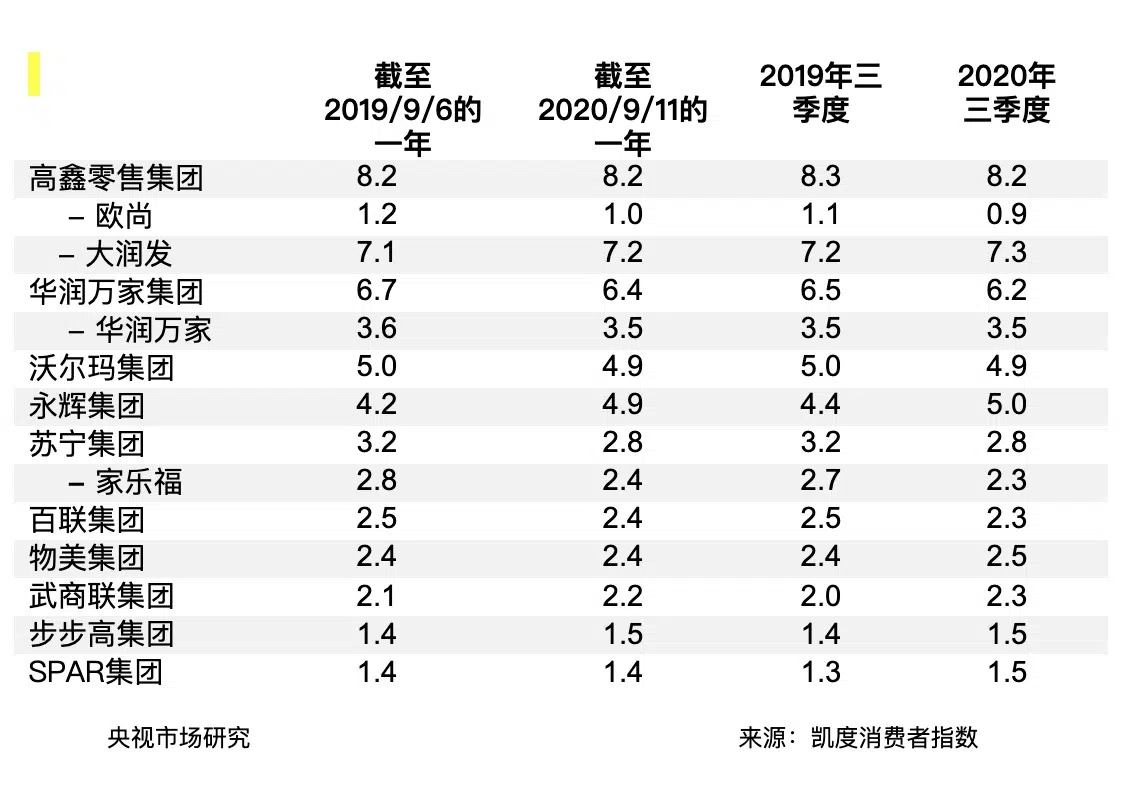 截至
2019/9/6的
一年
截至
2020/9/11的
一年
2019年三
季度
2020年
三季度
高鑫零售集团 8.2 8.2 8.3 8.2
– 欧尚 1.2 1.0 1.1 0.9
– 大润发 7.1 7.2 7.2 7.3
华润万家集团 6.7 6.4 6.5 6.2
– 华润万家 3.6 3.5 3.5 3.5
沃尔玛集团 5.0 4.9 5.0 4.9
永辉集团 4.2 4.9 4.4 5.0
苏宁集团 3.2 2.8 3.2 2.8
– 家乐福 2.8 2.4 2.7 2.3
百联集团 2.5 2.4 2.5 2.3
物美集团 2.4 2.4 2.4 2.5
武商联集团 2.1 2.2 2.0 2.3
步步高集团 1.4 1.5 1.4 1.5
SPAR集团 1.4 1.4 1.3 1.5
央视市场研究 来源：凯度消费者指数